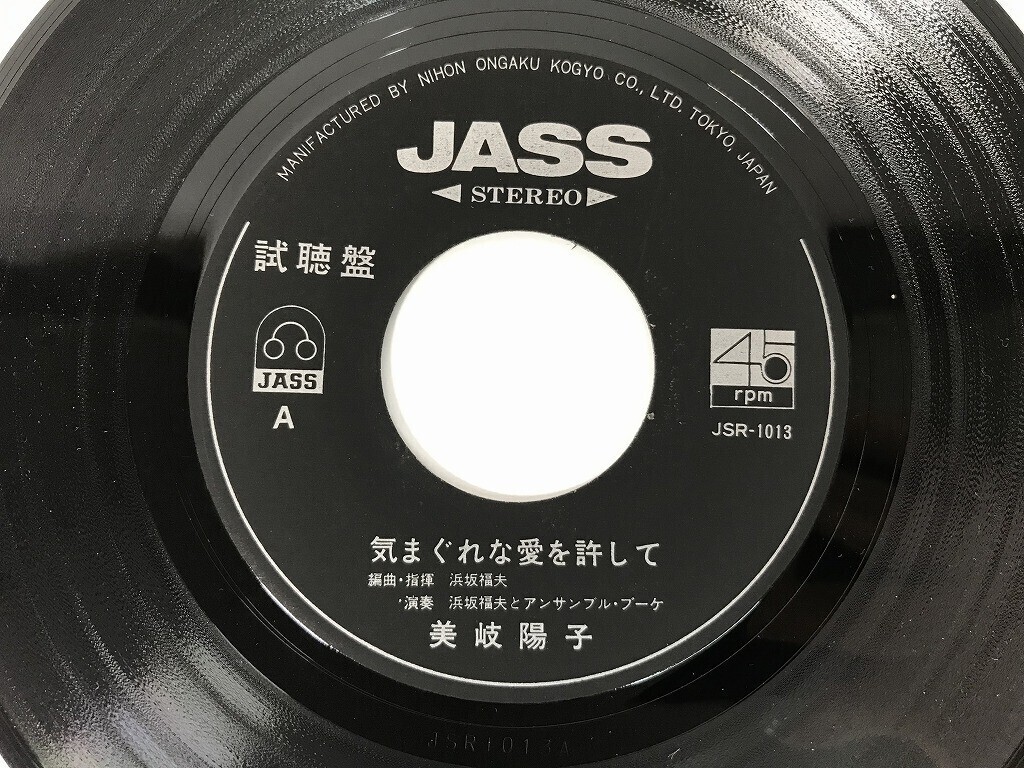 MANIFACTURED BY NIHON ONGAKU KOGYO CO., LTD. TOKYO, JAPAN
JASS
◀ STEREO ▶
試聴盤
JASS
A
45
rpm
JSR-1013
気まぐれな愛を許して
編曲・指揮 浜坂福夫
・演奏 浜坂福夫とアンサンブル・ブーケ
美岐陽子
JSR1013A